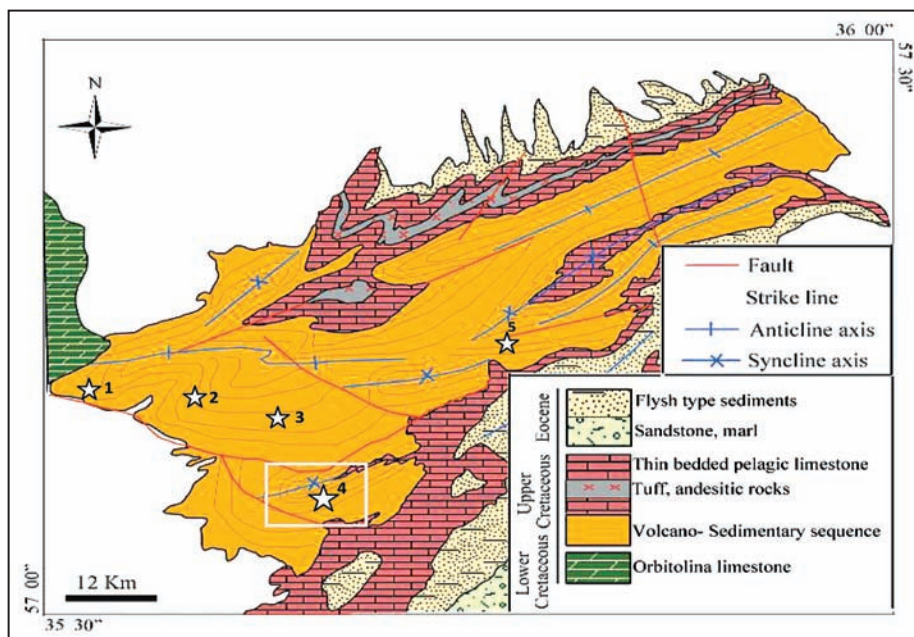 36 00"
57 30"
N
Fault
Strike line
Anticline axis
Syncline axis
5
1
2
3
4
Eocene
Flysh type sediments
Sandstone, marl
Upper Cretaceous
Thin bedded pelagic limestone
Tuff, andesitic rocks
Volcano- Sedimentary sequence
Lower Cretaceous
Orbitolina limestone
12 Km
57 00"
35 30"